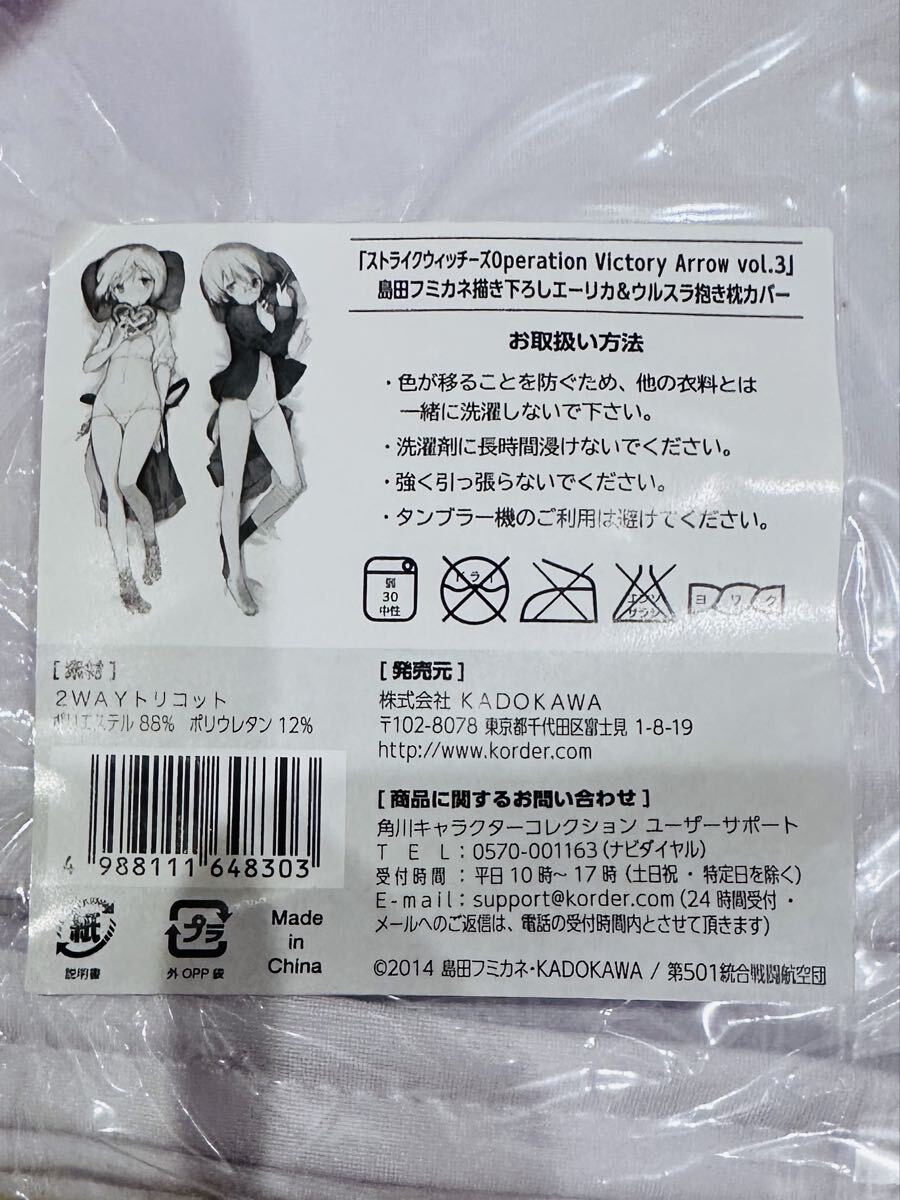 「ストライクウィッチーズOperation Victory Arrow vol.3」
島田フミカネ描き下ろしエーリカ&ウルスラ抱き枕カバー
お取扱い方法
・色が移ることを防ぐため、他の衣料とは
一緒に洗濯しないで下さい。
・洗濯剤に長時間浸けないでください。
・強く引っ張らないでください。
・タンブラー機のご利用は避けてください。
弱
30
中性
ドライ
エンソ
サラシ
ヨワク
[素材]
2WAYトリコット
ポリエステル 88% ポリウレタン 12%
4 988111 648303
紙
説明書
プラ
外 OPP 袋
Made
in
China
[発売元]
株式会社 KADOKAWA
〒102-8078 東京都千代田区富士見 1-8-19
http://www.korder.com
[商品に関するお問い合わせ]
角川キャラクターコレクション ユーザーサポート
T E L:0570-001163(ナビダイヤル)
受付時間:平日10時〜17時(土日祝・特定日を除く)
E-mail:support@korder.com(24時間受付・
メールへのご返信は、電話の受付時間内とさせて頂きます)
©2014 島田フミカネ・KADOKAWA / 第501統合戦闘航空団